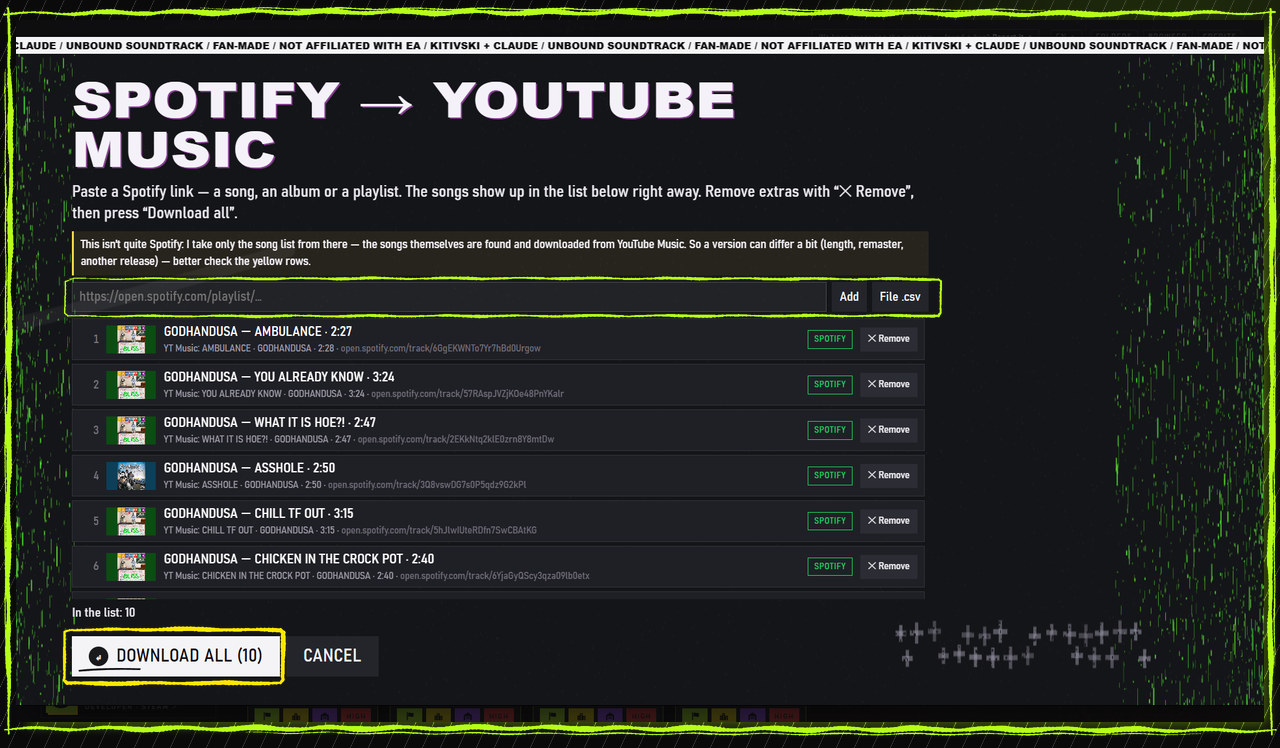 CLAUDE / UNBOUND SOUNDTRACK / FAN-MADE / NOT AFFILIATED WITH EA / KITIVSKI + CLAUDE / UNBOUND SOUNDTRACK / FAN-MADE / NOT AFFILIATED WITH EA / KITIVSKI + CLAUDE / UNBOUND SOUNDTRACK / FAN-MADE / NOT
SPOTIFY → YOUTUBE
MUSIC
Paste a Spotify link — a song, an album or a playlist. The songs show up in the list below right away. Remove extras with “✕ Remove”,
then press “Download all”.
This isn't quite Spotify: I take only the song list from there — the songs themselves are found and downloaded from YouTube Music. So a version can differ a bit (length, remaster,
another release) — better check the yellow rows.
https://open.spotify.com/playlist/… Add File .csv
1 GODHANDUSA — AMBULANCE · 2:27 SPOTIFY ✕ Remove
YT Music: AMBULANCE · GODHANDUSA · 2:28 · open.spotify.com/track/6GgEKWNTo7Yr7hBd0Urgow
2 GODHANDUSA — YOU ALREADY KNOW · 3:24 SPOTIFY ✕ Remove
YT Music: YOU ALREADY KNOW · GODHANDUSA · 3:24 · open.spotify.com/track/57RAspJVZjKDe48PnYKalr
3 GODHANDUSA — WHAT IT IS HOE?! · 2:47 SPOTIFY ✕ Remove
YT Music: WHAT IT IS HOE?! · GODHANDUSA · 2:47 · open.spotify.com/track/2EKkNtq2kIEDzrn8Y8mtDw
4 GODHANDUSA — ASSHOLE · 2:50 SPOTIFY ✕ Remove
YT Music: ASSHOLE · GODHANDUSA · 2:50 · open.spotify.com/track/3Q8vswDG7s0P5qdz9G2kPl
5 GODHANDUSA — CHILL TF OUT · 3:15 SPOTIFY ✕ Remove
YT Music: CHILL TF OUT · GODHANDUSA · 3:15 · open.spotify.com/track/5hJIwIUteRDfn7SwCBAtKG
6 GODHANDUSA — CHICKEN IN THE CROCK POT · 2:40 SPOTIFY ✕ Remove
YT Music: CHICKEN IN THE CROCK POT · GODHANDUSA · 2:40 · open.spotify.com/track/6YjaGyQScy3qza09lb0etx
In the list: 10
DOWNLOAD ALL (10) CANCEL